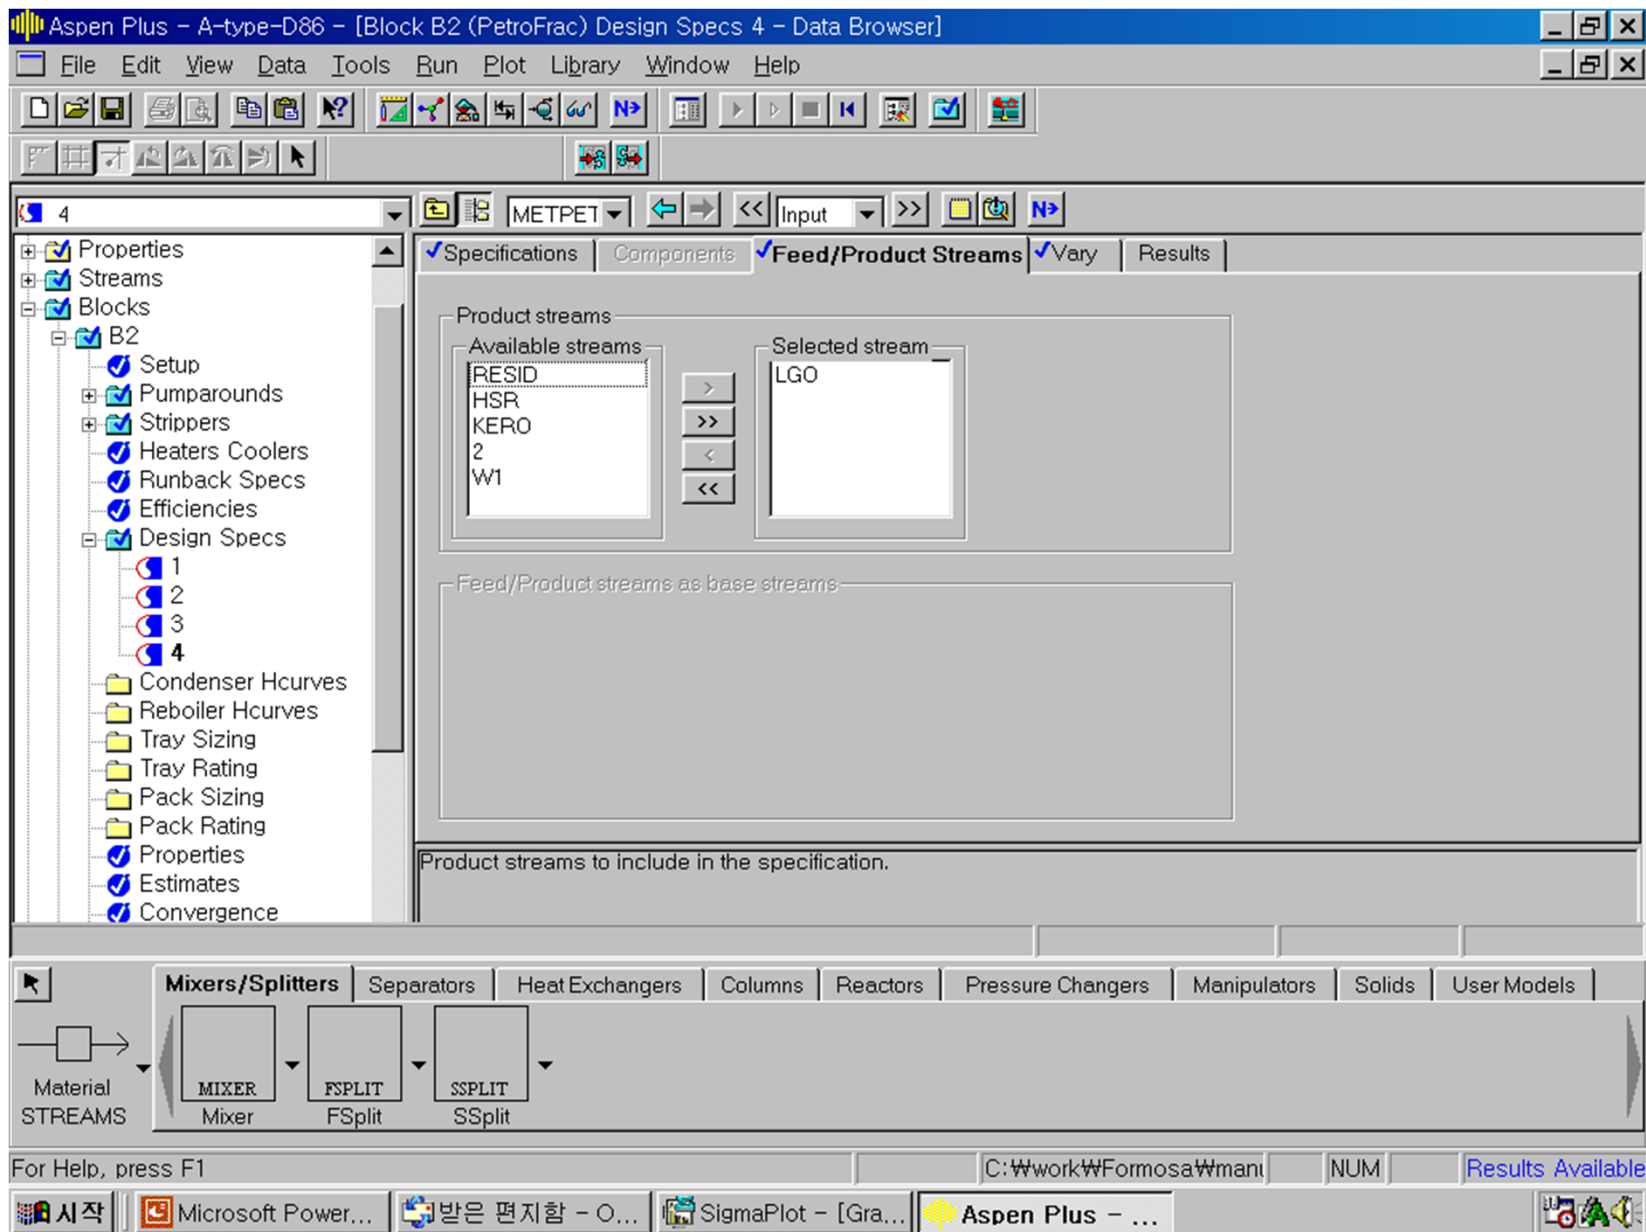 Aspen Plus - A-type-D86 - [Block B2 (PetroFrac) Design Specs 4 - Data Browser]
File Edit View Data Tools Run Plot Library Window Help
N>
4
METPET
<<
Input
>>
N>
Properties
Streams
Blocks
B2
Setup
Pumparounds
Strippers
Heaters Coolers
Runback Specs
Efficiencies
Design Specs
1
2
3
4
Condenser Hcurves
Reboiler Hcurves
Tray Sizing
Tray Rating
Pack Sizing
Pack Rating
Properties
Estimates
Convergence
Specifications Components Feed/Product Streams Vary Results
Product streams
Available streams
RESID
HSR
KERO
2
W1
>
>>
<
<<
Selected stream
LGO
Feed/Product streams as base streams
Product streams to include in the specification.
Mixers/Splitters Separators Heat Exchangers Columns Reactors Pressure Changers Manipulators Solids User Models
Material
STREAMS
MIXER FSPLIT SSPLIT
Mixer FSplit SSplit
For Help, press F1
C:₩work₩Formosa₩manu
NUM
Results Available
시작 Microsoft Power... 받은 편지함 - O... SigmaPlot - [Gra... Aspen Plus - ...